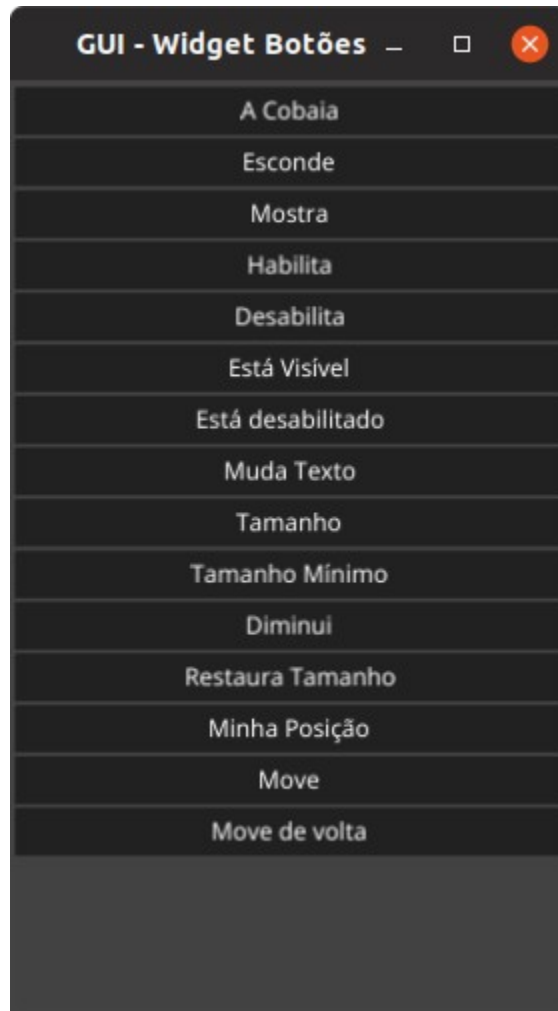 GUI - Widget Botões
A Cobaia
Esconde
Mostra
Habilita
Desabilita
Está Visível
Está desabilitado
Muda Texto
Tamanho
Tamanho Mínimo
Diminui
Restaura Tamanho
Minha Posição
Move
Move de volta